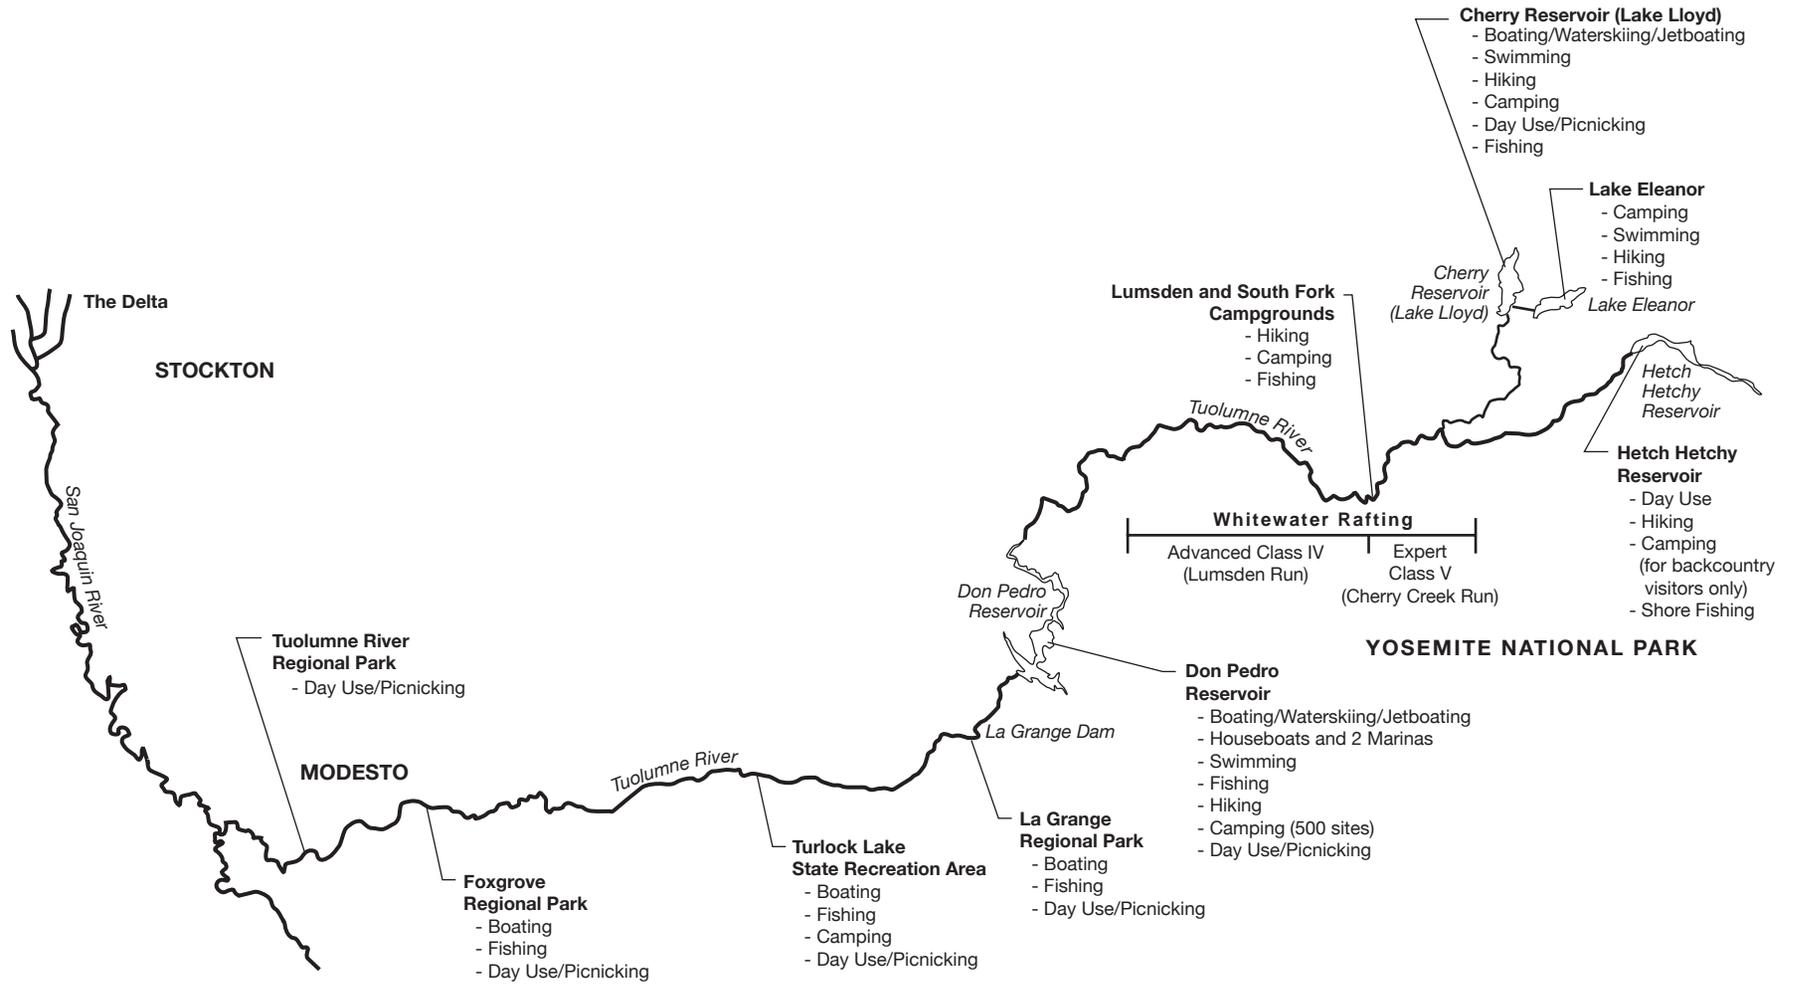 Cherry Reservoir (Lake Lloyd)
- Boating/Waterskiing/Jetboating
- Swimming
- Hiking
- Camping
- Day Use/Picnicking
- Fishing
Lake Eleanor
- Camping
- Swimming
- Hiking
- Fishing
Cherry
Reservoir
(Lake Lloyd)
Lake Eleanor
Lumsden and South Fork
Campgrounds
- Hiking
- Camping
- Fishing
The Delta
STOCKTON
Hetch
Hetchy
Reservoir
Tuolumne River
Hetch Hetchy
Reservoir
- Day Use
- Hiking
- Camping
(for backcountry
visitors only)
- Shore Fishing
San Joaquin River
Whitewater Rafting
Advanced Class IV
(Lumsden Run)
Expert
Class V
(Cherry Creek Run)
Don Pedro
Reservoir
YOSEMITE NATIONAL PARK
Tuolumne River
Regional Park
- Day Use/Picnicking
Don Pedro
Reservoir
- Boating/Waterskiing/Jetboating
- Houseboats and 2 Marinas
- Swimming
- Fishing
- Hiking
- Camping (500 sites)
- Day Use/Picnicking
La Grange Dam
MODESTO
Tuolumne River
La Grange
Regional Park
- Boating
- Fishing
- Day Use/Picnicking
Turlock Lake
State Recreation Area
- Boating
- Fishing
- Camping
- Day Use/Picnicking
Foxgrove
Regional Park
- Boating
- Fishing
- Day Use/Picnicking